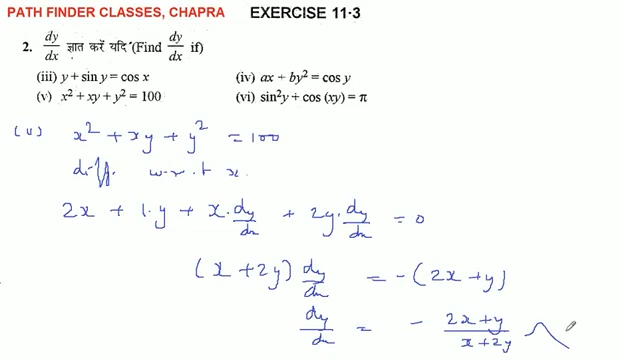 PATH FINDER CLASSES, CHAPRA EXERCISE 11·3
2. dy/dx ज्ञात करें यदि (Find dy/dx if)
(iii) y + sin y = cos x (iv) ax + by² = cos y
(v) x² + xy + y² = 100 (vi) sin²y + cos (xy) = π
(v) x² + xy + y² = 100
diff. w.r.t x.
2x + 1·y + x·dy/dx + 2y·dy/dx = 0
(x + 2y) dy/dx = -(2x + y)
dy/dx = - 2x+y/x+2y